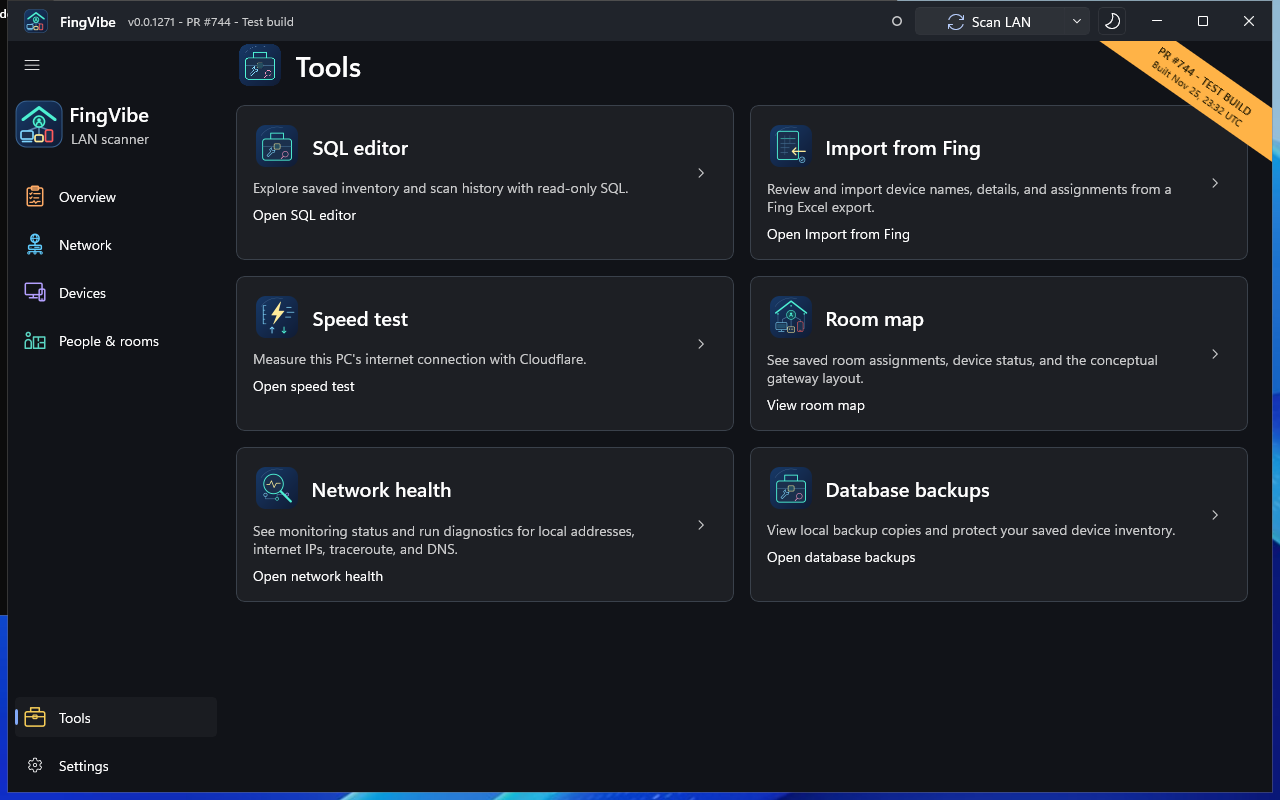 FingVibe v0.0.1271 - PR #744 - Test build
Scan LAN
PR #744 - TEST BUILD
Built Nov 25, 23:32 UTC
Tools
FingVibe
LAN scanner
Overview
Network
Devices
People & rooms
SQL editor
Explore saved inventory and scan history with read-only SQL.
Open SQL editor
Import from Fing
Review and import device names, details, and assignments from a
Fing Excel export.
Open Import from Fing
Speed test
Measure this PC's internet connection with Cloudflare.
Open speed test
Room map
See saved room assignments, device status, and the conceptual
gateway layout.
View room map
Network health
See monitoring status and run diagnostics for local addresses,
internet IPs, traceroute, and DNS.
Open network health
Database backups
View local backup copies and protect your saved device inventory.
Open database backups
Tools
Settings